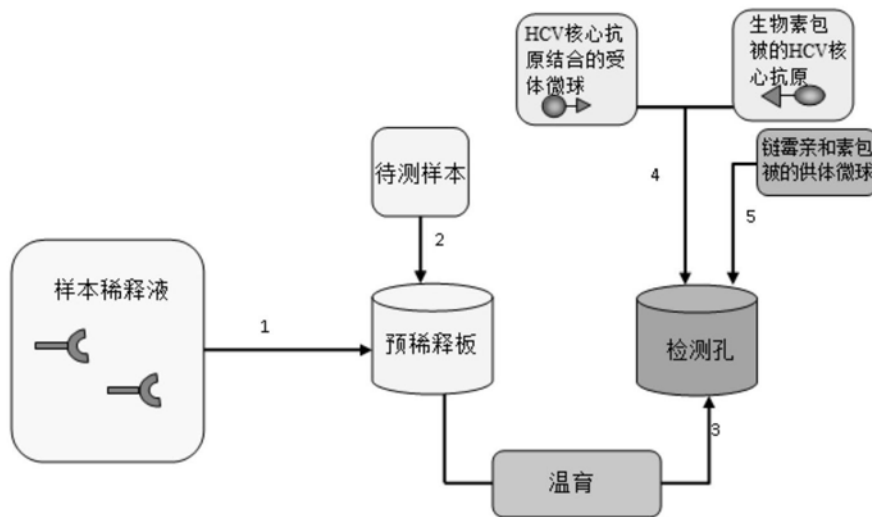 HCV核心抗
原结合的受
体微球
生物素包
被的HCV核
心抗原
链霉亲和素包
被的供体微球
待测样本
4
5
2
样本稀释液
1
预稀释板
检测孔
3
温育